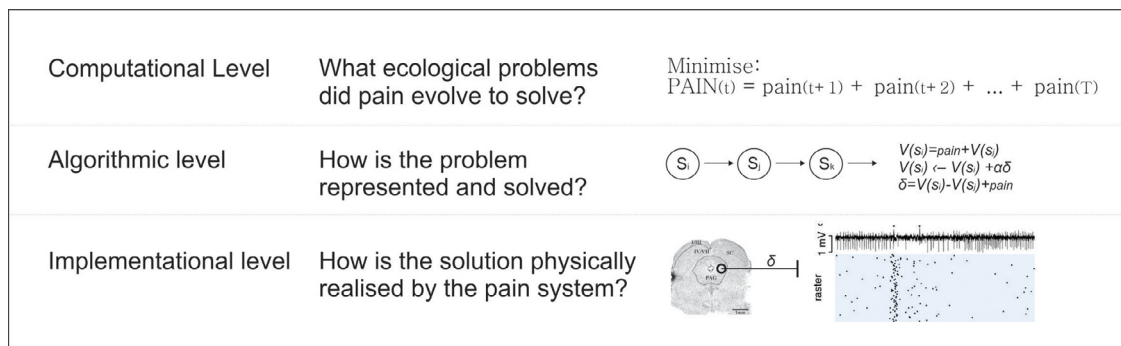 Computational Level
What ecological problems
did pain evolve to solve?
Minimise:
PAIN(t) = pain(t+1) + pain(t+2) + ... + pain(T)
Algorithmic level
How is the problem
represented and solved?
Si
Sj
Sk
V(si)=pain+V(sj)
V(si) ‹– V(si) +αδ
δ=V(si)-V(sj)+pain
Implementational level
How is the solution physically
realised by the pain system?
SC
PAG
δ
1 mV
raster